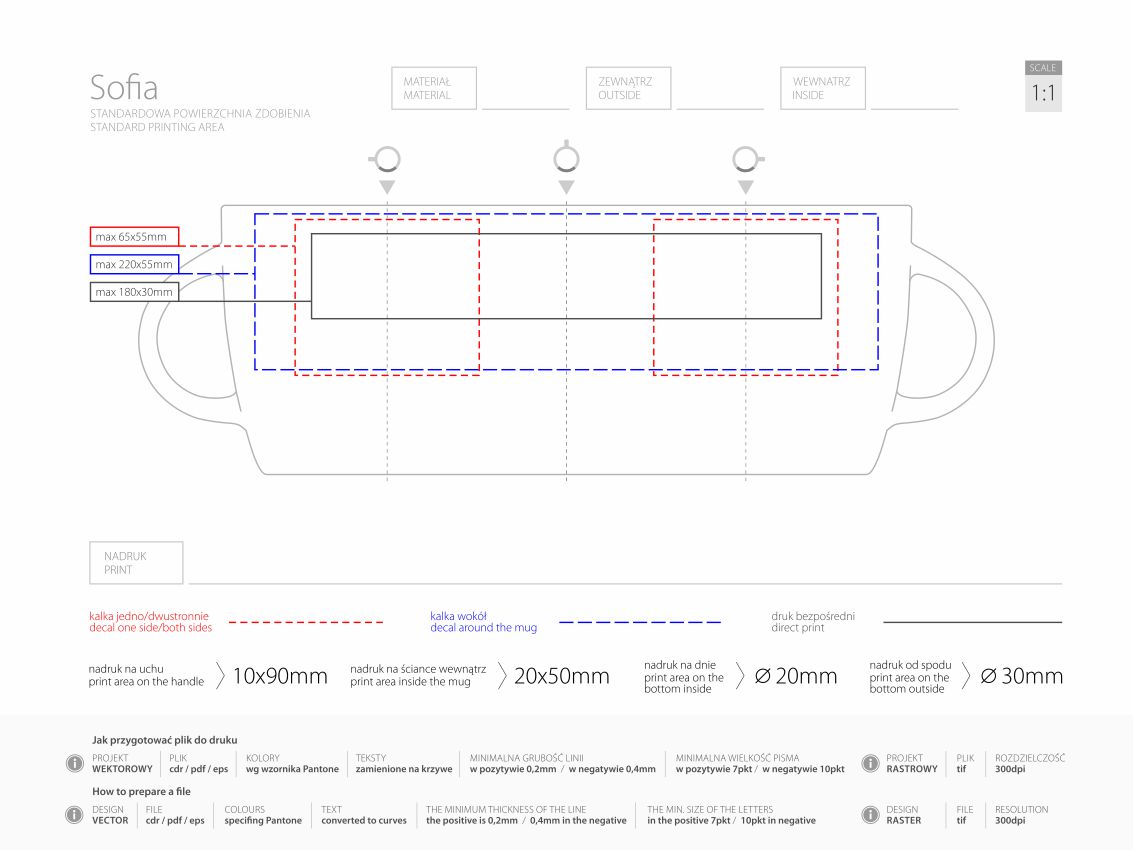 Sofia
STANDARDOWA POWIERZCHNIA ZDOBIENIA
STANDARD PRINTING AREA
MATERIAŁ
MATERIAL
ZEWNĄTRZ
OUTSIDE
WEWNATRZ
INSIDE
SCALE
1:1
max 65x55mm
max 220x55mm
max 180x30mm
NADRUK
PRINT
kalka jedno/dwustronnie
decal one side/both sides
kalka wokół
decal around the mug
druk bezpośredni
direct print
nadruk na uchu
print area on the handle
10x90mm
nadruk na ściance wewnątrz
print area inside the mug
20x50mm
nadruk na dnie
print area on the
bottom inside
∅ 20mm
nadruk od spodu
print area on the
bottom outside
∅ 30mm
Jak przygotować plik do druku
PROJEKT
WEKTOROWY
PLIK
cdr / pdf / eps
KOLORY
wg wzornika Pantone
TEKSTY
zamienione na krzywe
MINIMALNA GRUBOŚĆ LINII
w pozytywie 0,2mm / w negatywie 0,4mm
MINIMALNA WIELKOŚĆ PISMA
w pozytywie 7pkt / w negatywie 10pkt
PROJEKT
RASTROWY
PLIK
tif
ROZDZIELCZOŚĆ
300dpi
How to prepare a file
DESIGN
VECTOR
FILE
cdr / pdf / eps
COLOURS
specifing Pantone
TEXT
converted to curves
THE MINIMUM THICKNESS OF THE LINE
the positive is 0,2mm / 0,4mm in the negative
THE MIN. SIZE OF THE LETTERS
in the positive 7pkt / 10pkt in negative
DESIGN
RASTER
FILE
tif
RESOLUTION
300dpi